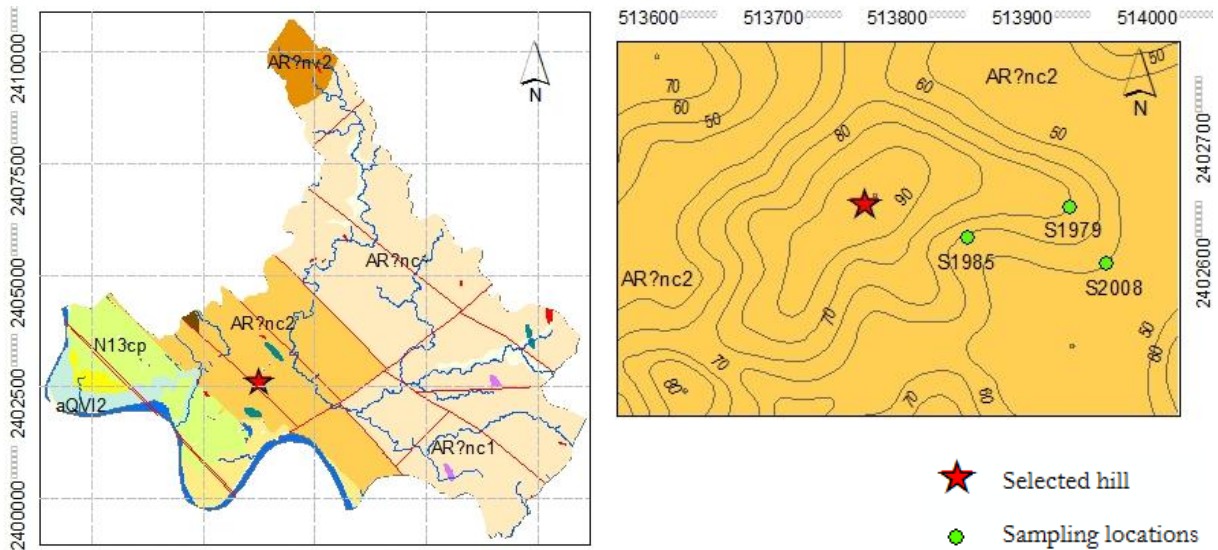 2410000
2407500
2405000
2402500
2400000
AR?nv2
N
AR?nc
AR?nc2
N13cp
aQVI2
AR?nc1
513600
513700
513800
513900
514000
2402700
2402600
AR?nc2
N
50
70
60
50
80
60
50
90
S1979
S1985
S2008
AR?nc2
70
70
80
70
60
50
60
Selected hill
Sampling locations